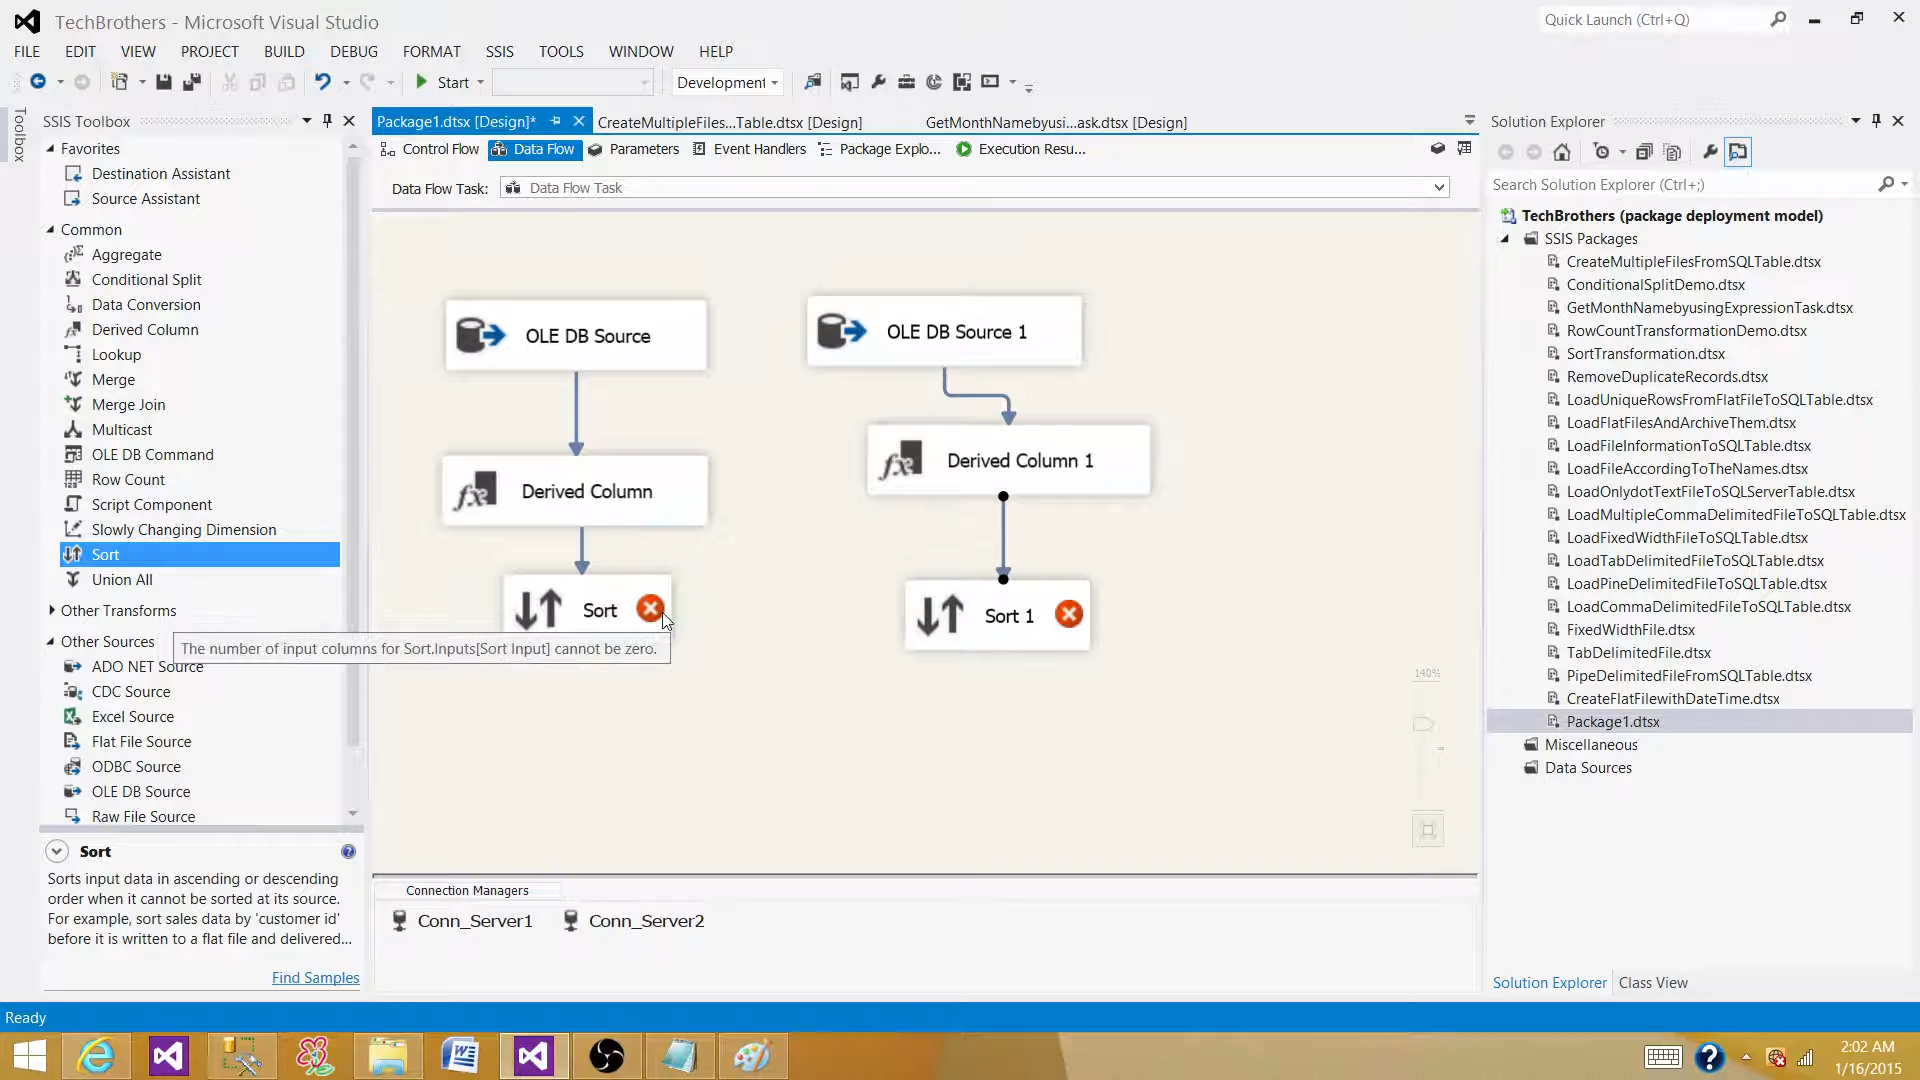 TechBrothers - Microsoft Visual Studio
Quick Launch (Ctrl+Q)
FILE EDIT VIEW PROJECT BUILD DEBUG FORMAT SSIS TOOLS WINDOW HELP
Start
Development
Toolbox
SSIS Toolbox
Favorites
Destination Assistant
Source Assistant
Common
Aggregate
Conditional Split
Data Conversion
Derived Column
Lookup
Merge
Merge Join
Multicast
OLE DB Command
Row Count
Script Component
Slowly Changing Dimension
Sort
Union All
Other Transforms
Other Sources
ADO NET Source
CDC Source
Excel Source
Flat File Source
ODBC Source
OLE DB Source
Raw File Source
Sort
Sorts input data in ascending or descending
order when it cannot be sorted at its source.
For example, sort sales data by 'customer id'
before it is written to a flat file and delivered...
Find Samples
Package1.dtsx [Design]* CreateMultipleFiles...Table.dtsx [Design] GetMonthNamebyusi...ask.dtsx [Design]
Control Flow Data Flow Parameters Event Handlers Package Explo... Execution Resu...
Data Flow Task: Data Flow Task
OLE DB Source
OLE DB Source 1
Derived Column
Derived Column 1
Sort
Sort 1
The number of input columns for Sort.Inputs[Sort Input] cannot be zero.
140%
Connection Managers
Conn_Server1 Conn_Server2
Solution Explorer
Search Solution Explorer (Ctrl+;)
TechBrothers (package deployment model)
SSIS Packages
CreateMultipleFilesFromSQLTable.dtsx
ConditionalSplitDemo.dtsx
GetMonthNamebyusingExpressionTask.dtsx
RowCountTransformationDemo.dtsx
SortTransformation.dtsx
RemoveDuplicateRecords.dtsx
LoadUniqueRowsFromFlatFileToSQLTable.dtsx
LoadFlatFilesAndArchiveThem.dtsx
LoadFileInformationToSQLTable.dtsx
LoadFileAccordingToTheNames.dtsx
LoadOnlydotTextFileToSQLServerTable.dtsx
LoadMultipleCommaDelimitedFileToSQLTable.dtsx
LoadFixedWidthFileToSQLTable.dtsx
LoadTabDelimitedFileToSQLTable.dtsx
LoadPineDelimitedFileToSQLTable.dtsx
LoadCommaDelimitedFileToSQLTable.dtsx
FixedWidthFile.dtsx
TabDelimitedFile.dtsx
PipeDelimitedFileFromSQLTable.dtsx
CreateFlatFilewithDateTime.dtsx
Package1.dtsx
Miscellaneous
Data Sources
Solution Explorer Class View
Ready
2:02 AM
1/16/2015